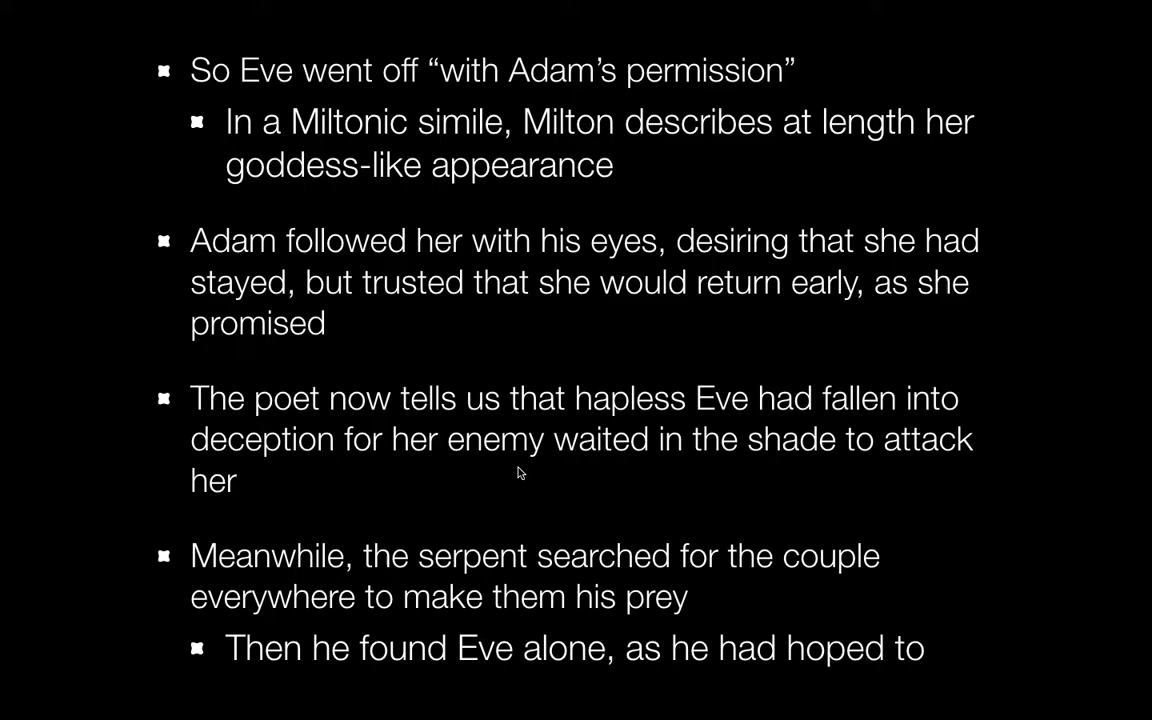 So Eve went off “with Adam’s permission”
In a Miltonic simile, Milton describes at length her
goddess-like appearance
Adam followed her with his eyes, desiring that she had
stayed, but trusted that she would return early, as she
promised
The poet now tells us that hapless Eve had fallen into
deception for her enemy waited in the shade to attack
her
Meanwhile, the serpent searched for the couple
everywhere to make them his prey
Then he found Eve alone, as he had hoped to